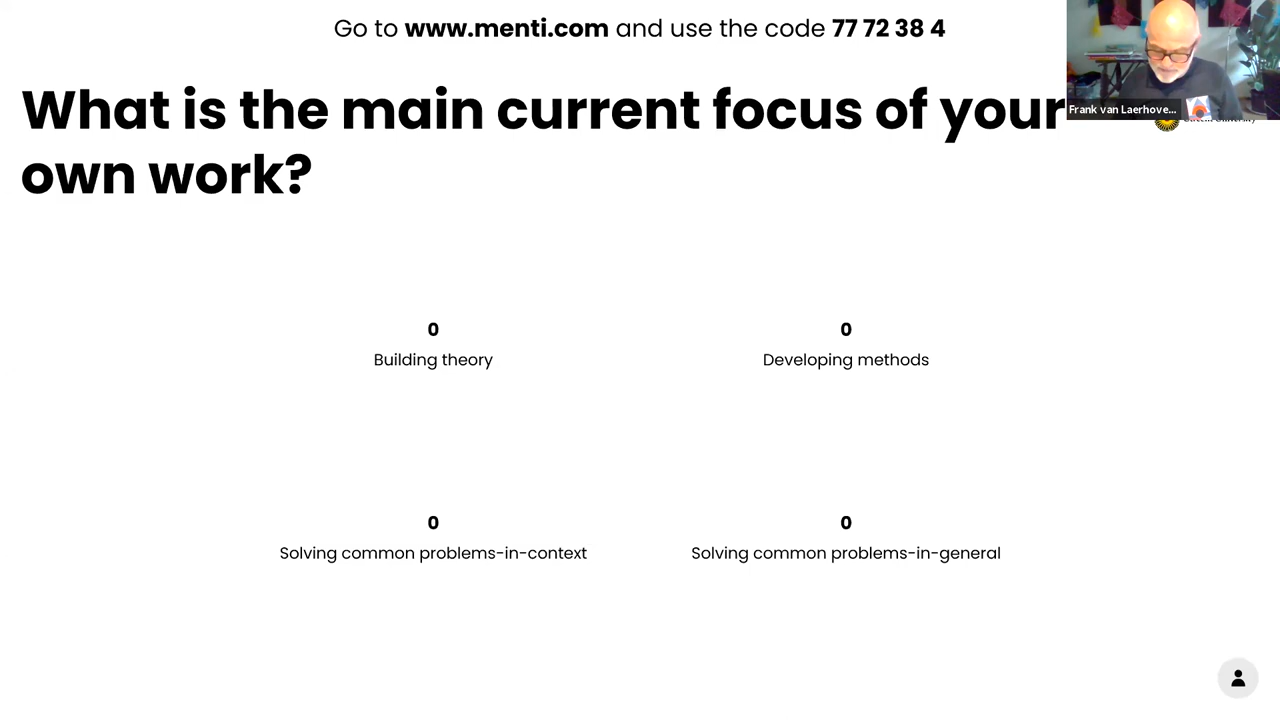 Go to www.menti.com and use the code 77 72 38 4
What is the main current focus of your
own work?
Frank van Laerhove...
0
Building theory
0
Developing methods
0
Solving common problems-in-context
0
Solving common problems-in-general